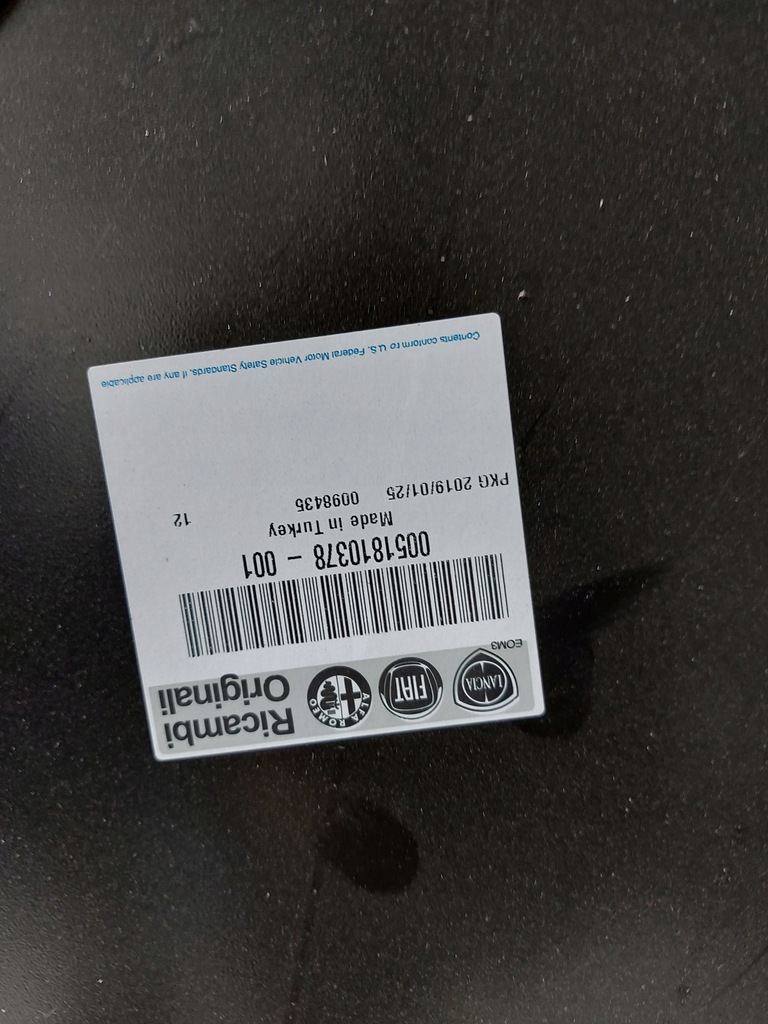 LANCIA
FIAT
ALFA ROMEO
Ricambi
Originali
EOM3
0051810378 - 001
Made in Turkey
PKG 2019/01/25 0098435 12
Contents conform to U.S. Federal Motor Vehicle Safety Standards, if any are applicable